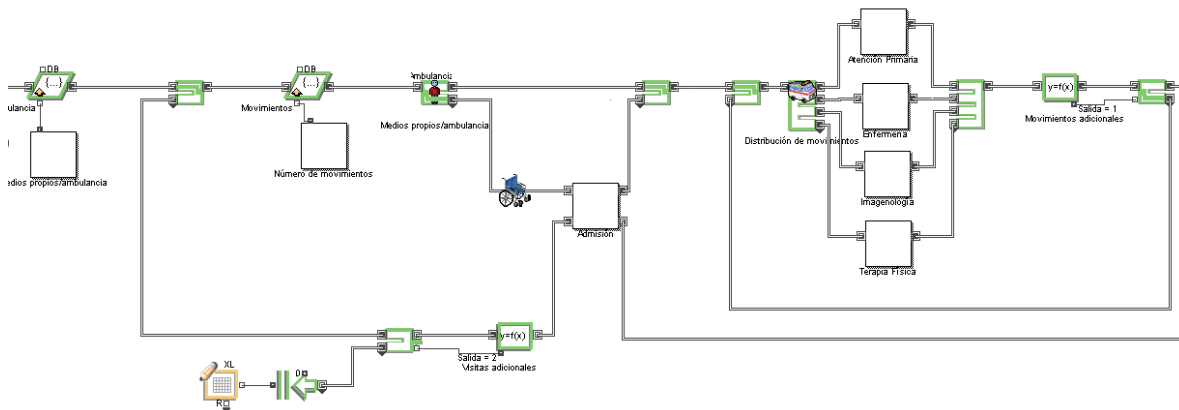 Atención Primaria
DB
DB
Ambulancia
{...}
{...}
y=f(x)
ulancia
Movimientos
Salida = 1
Movimientos adicionales
Medios propios/ambulancia
Enfermería
Distribución de movimientos
Número de movimientos
edios propios/ambulancia
Imagenología
Admisión
Terapia Física
y=f(x)
Salida = 2
Visitas adicionales
XL
0
R